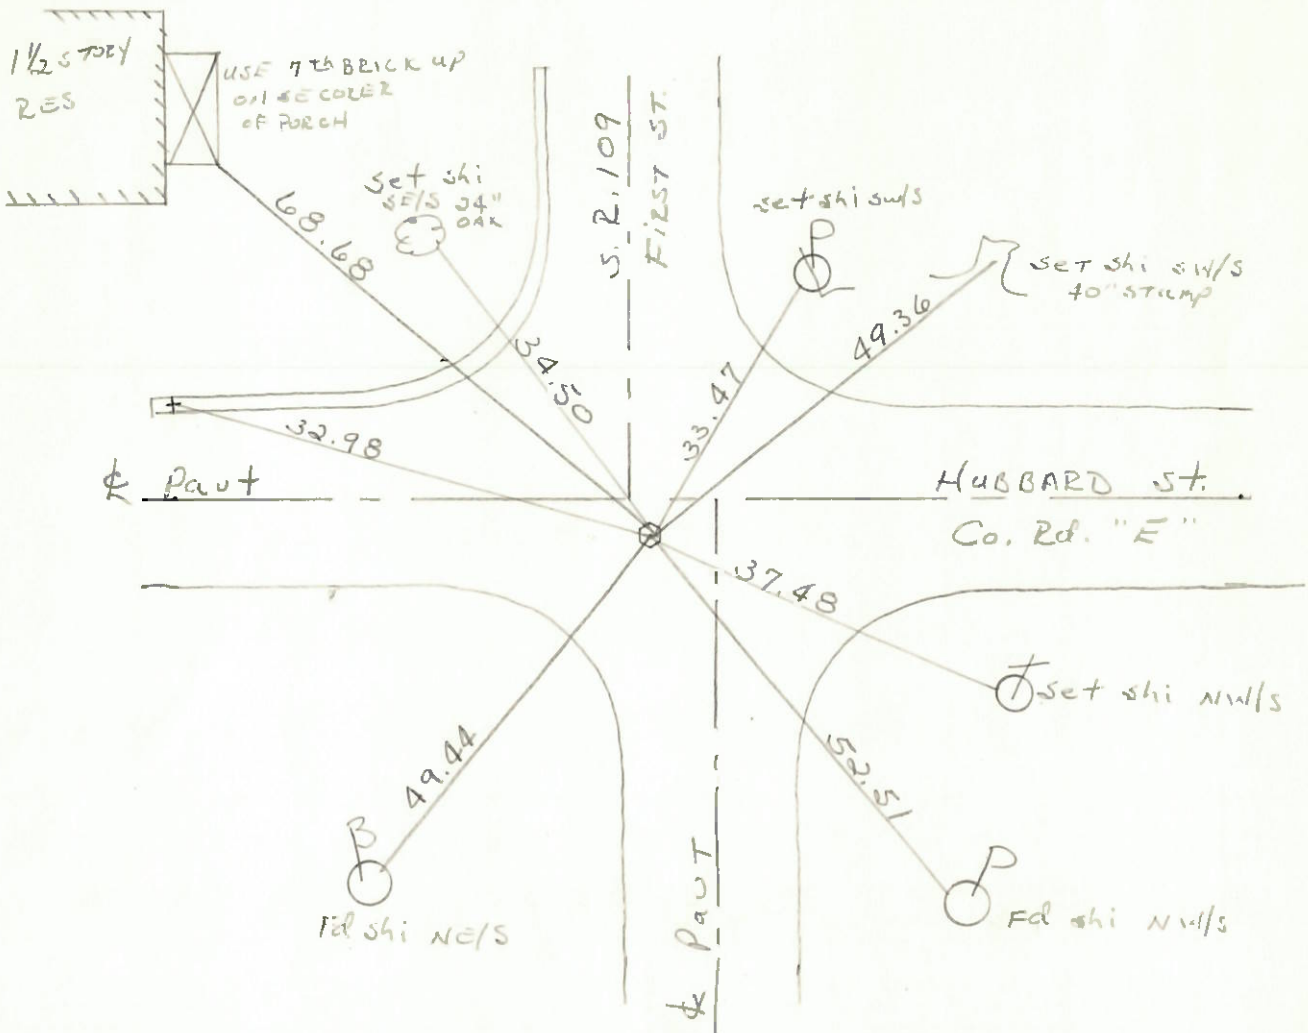 1 1/2 STORY
RES
USE 7th BRICK UP
ON SE CORER
OF PORCH
68.68
Set shi
SE/S 24"
OAK
S.R. 109
FIRST ST.
set shi SW/S
P
set shi SW/S
40" STUMP
34.50
33.47
49.36
32.98
℄ Pavt
HUBBARD St.
Co. Rd. "E"
37.48
T
Set shi NW/S
49.44
52.51
B
Fd shi NE/S
℄ PavT
P
Fd shi NW/S